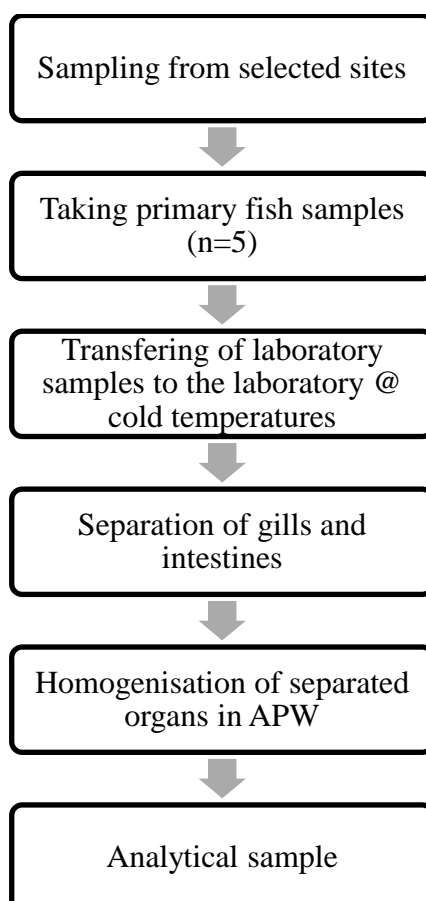 Sampling from selected sites
Taking primary fish samples
(n=5)
Transfering of laboratory
samples to the laboratory @
cold temperatures
Separation of gills and
intestines
Homogenisation of separated
organs in APW
Analytical sample